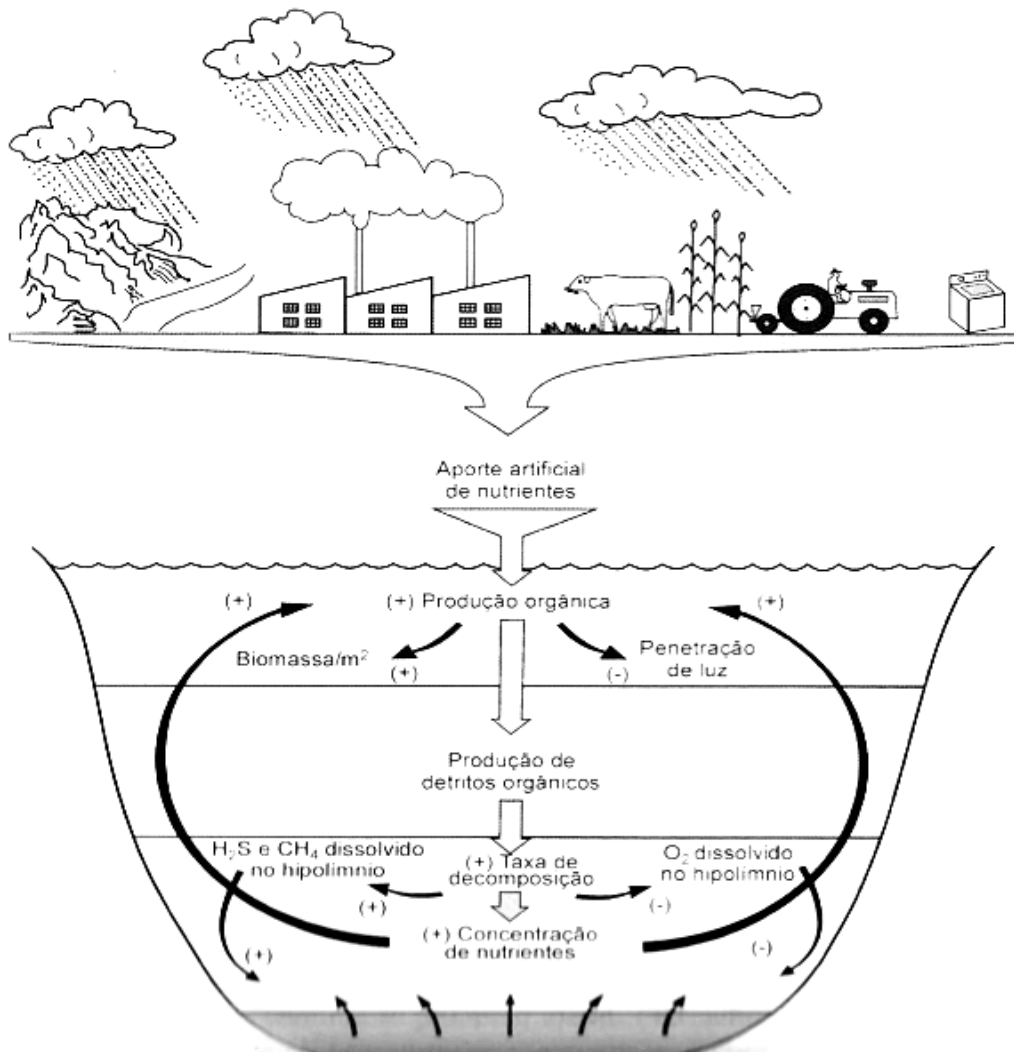 Aporte artificial
de nutrientes
(+)
(+) Produção orgânica
(+)
Biomassa/m²
(+)
(-)
Penetração
de luz
Produção de
detritos orgânicos
H₂S e CH₄ dissolvido
no hipolímnio
(+) Taxa de
decomposição
O₂ dissolvido
no hipolímnio
(+)
(-)
(+) Concentração
de nutrientes
(+)
(-)